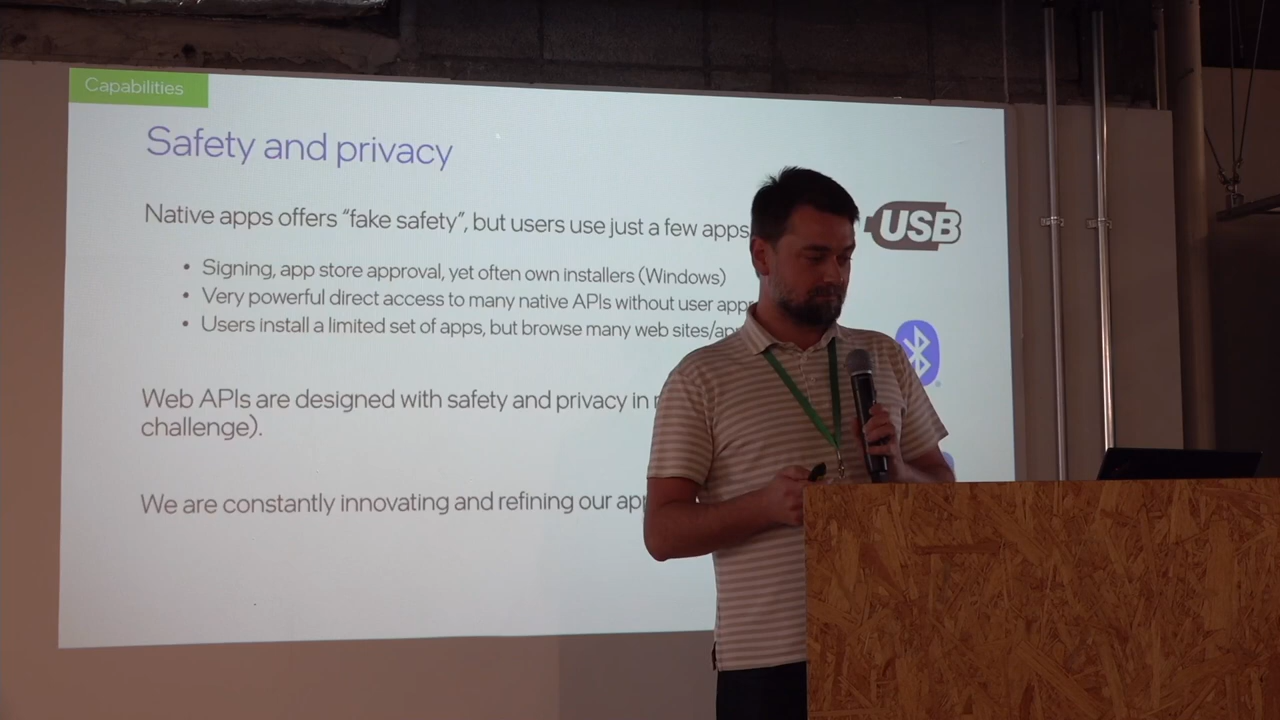 Capabilities
Safety and privacy
Native apps offers “fake safety”, but users use just a few apps
USB
• Signing, app store approval, yet often own installers (Windows)
• Very powerful direct access to many native APIs without user
• Users install a limited set of apps, but browse many web sites/
Web APIs are designed with safety and privacy in
challenge).
We are constantly innovating and refining our